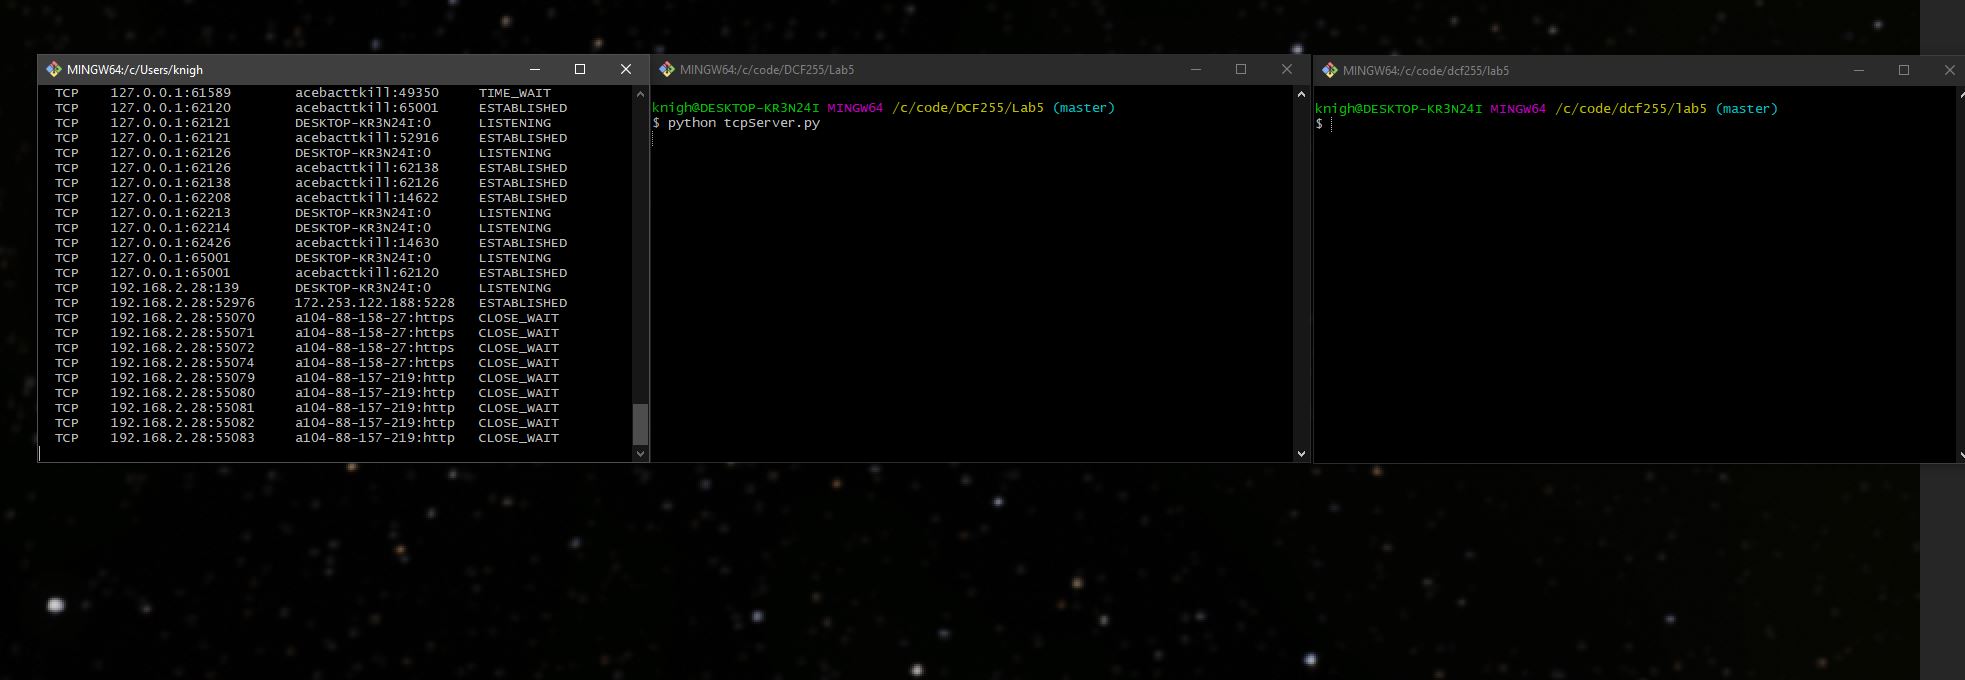 MINGW64:/c/Users/knigh
TCP 127.0.0.1:61589 acebacttkill:49350 TIME_WAIT
TCP 127.0.0.1:62120 acebacttkill:65001 ESTABLISHED
TCP 127.0.0.1:62121 DESKTOP-KR3N24I:0 LISTENING
TCP 127.0.0.1:62121 acebacttkill:52916 ESTABLISHED
TCP 127.0.0.1:62126 DESKTOP-KR3N24I:0 LISTENING
TCP 127.0.0.1:62126 acebacttkill:62138 ESTABLISHED
TCP 127.0.0.1:62138 acebacttkill:62126 ESTABLISHED
TCP 127.0.0.1:62208 acebacttkill:14622 ESTABLISHED
TCP 127.0.0.1:62213 DESKTOP-KR3N24I:0 LISTENING
TCP 127.0.0.1:62214 DESKTOP-KR3N24I:0 LISTENING
TCP 127.0.0.1:62426 acebacttkill:14630 ESTABLISHED
TCP 127.0.0.1:65001 DESKTOP-KR3N24I:0 LISTENING
TCP 127.0.0.1:65001 acebacttkill:62120 ESTABLISHED
TCP 192.168.2.28:139 DESKTOP-KR3N24I:0 LISTENING
TCP 192.168.2.28:52976 172.253.122.188:5228 ESTABLISHED
TCP 192.168.2.28:55070 a104-88-158-27:https CLOSE_WAIT
TCP 192.168.2.28:55071 a104-88-158-27:https CLOSE_WAIT
TCP 192.168.2.28:55072 a104-88-158-27:https CLOSE_WAIT
TCP 192.168.2.28:55074 a104-88-158-27:https CLOSE_WAIT
TCP 192.168.2.28:55079 a104-88-157-219:http CLOSE_WAIT
TCP 192.168.2.28:55080 a104-88-157-219:http CLOSE_WAIT
TCP 192.168.2.28:55081 a104-88-157-219:http CLOSE_WAIT
TCP 192.168.2.28:55082 a104-88-157-219:http CLOSE_WAIT
TCP 192.168.2.28:55083 a104-88-157-219:http CLOSE_WAIT
MINGW64:/c/code/DCF255/Lab5
knigh@DESKTOP-KR3N24I MINGW64 /c/code/DCF255/Lab5 (master)
$ python tcpServer.py
MINGW64:/c/code/dcf255/lab5
knigh@DESKTOP-KR3N24I MINGW64 /c/code/dcf255/lab5 (master)
$